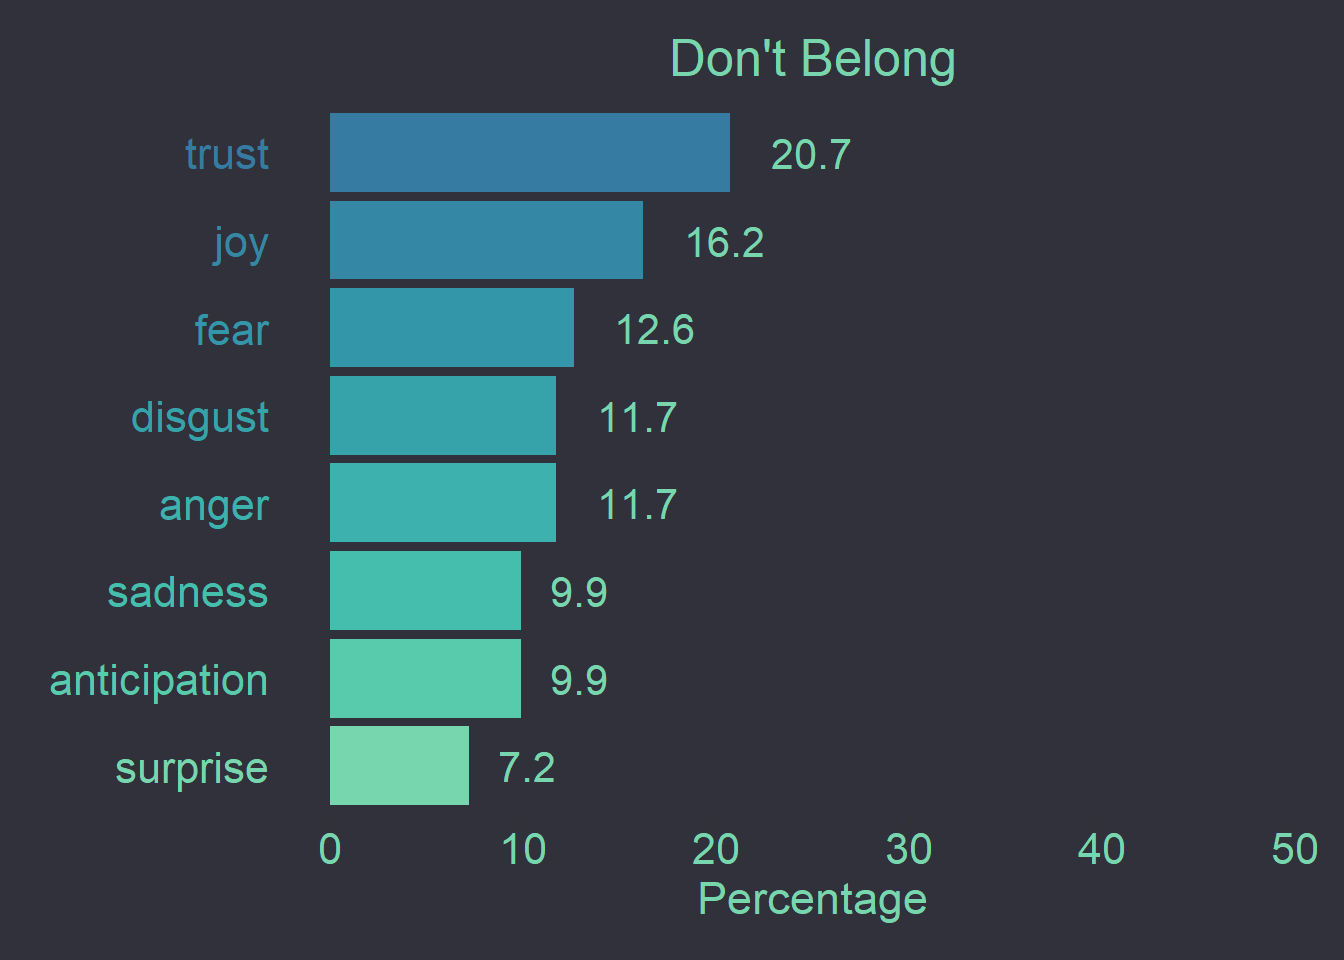 Don't Belong
trust 20.7
joy 16.2
fear 12.6
disgust 11.7
anger 11.7
sadness 9.9
anticipation 9.9
surprise 7.2
0 10 20 30 40 50
Percentage